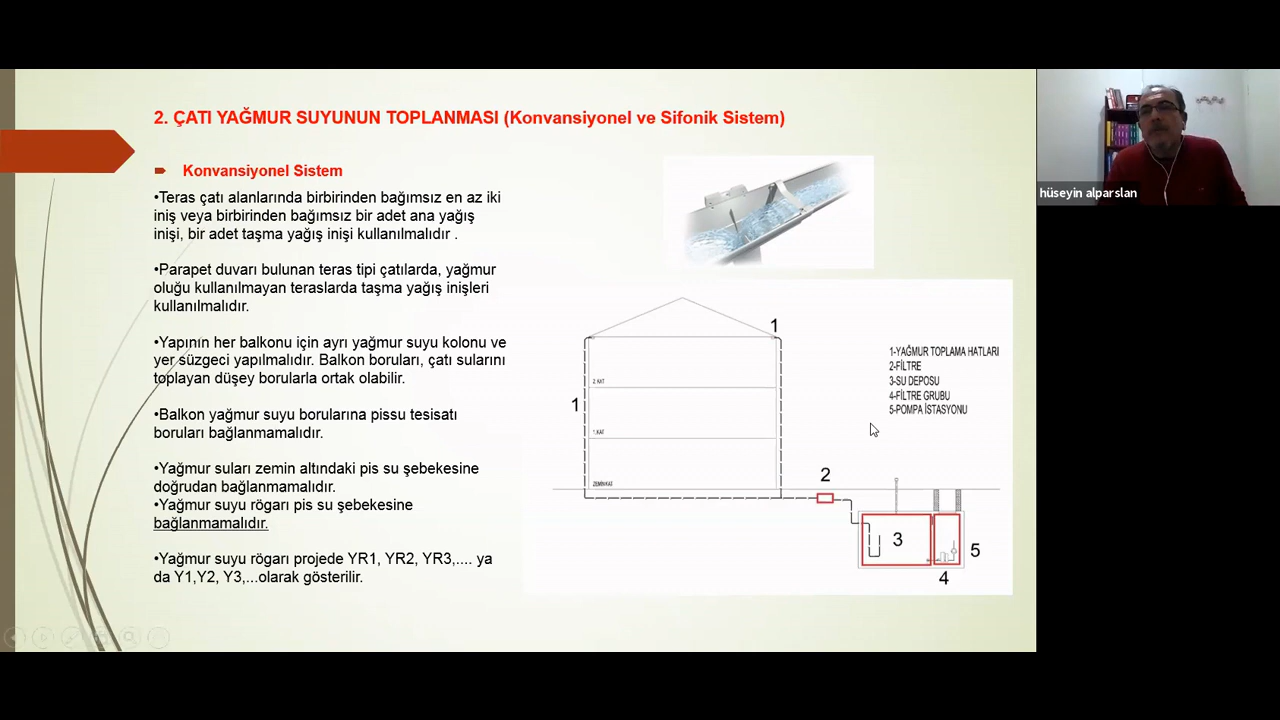 2. ÇATI YAĞMUR SUYUNUN TOPLANMASI (Konvansiyonel ve Sifonik Sistem)
Konvansiyonel Sistem
•Teras çatı alanlarında birbirinden bağımsız en az iki
iniş veya birbirinden bağımsız bir adet ana yağış
inişi, bir adet taşma yağış inişi kullanılmalıdır .
•Parapet duvarı bulunan teras tipi çatılarda, yağmur
oluğu kullanılmayan teraslarda taşma yağış inişleri
kullanılmalıdır.
•Yapının her balkonu için ayrı yağmur suyu kolonu ve
yer süzgeci yapılmalıdır. Balkon boruları, çatı sularını
toplayan düşey borularla ortak olabilir.
•Balkon yağmur suyu borularına pissu tesisatı
boruları bağlanmamalıdır.
•Yağmur suları zemin altındaki pis su şebekesine
doğrudan bağlanmamalıdır.
•Yağmur suyu rögarı pis su şebekesine
bağlanmamalıdır.
•Yağmur suyu rögarı projede YR1, YR2, YR3,.... ya
da Y1,Y2, Y3,...olarak gösterilir.
1
1
2. KAT
1.KAT
ZEMİN KAT
2
3
4
5
1-YAĞMUR TOPLAMA HATLARI
2-FİLTRE
3-SU DEPOSU
4-FİLTRE GRUBU
5-POMPA İSTASYONU
hüseyin alparslan